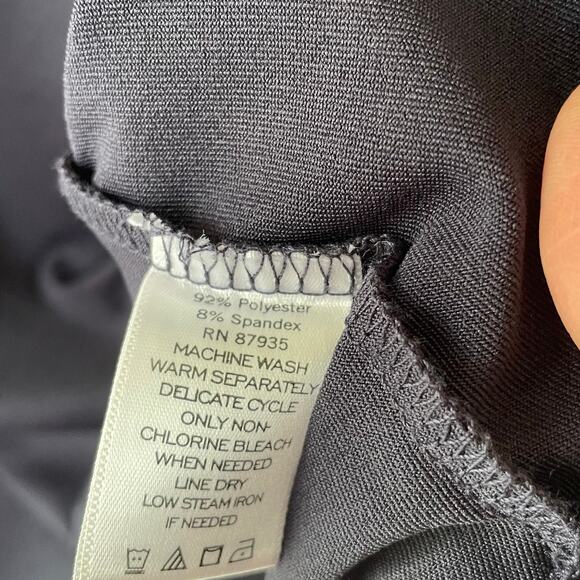 92% Polyester
8% Spandex
RN 87935
MACHINE WASH
WARM SEPARATELY
DELICATE CYCLE
ONLY NON-
CHLORINE BLEACH
WHEN NEEDED
LINE DRY
LOW STEAM IRON
IF NEEDED